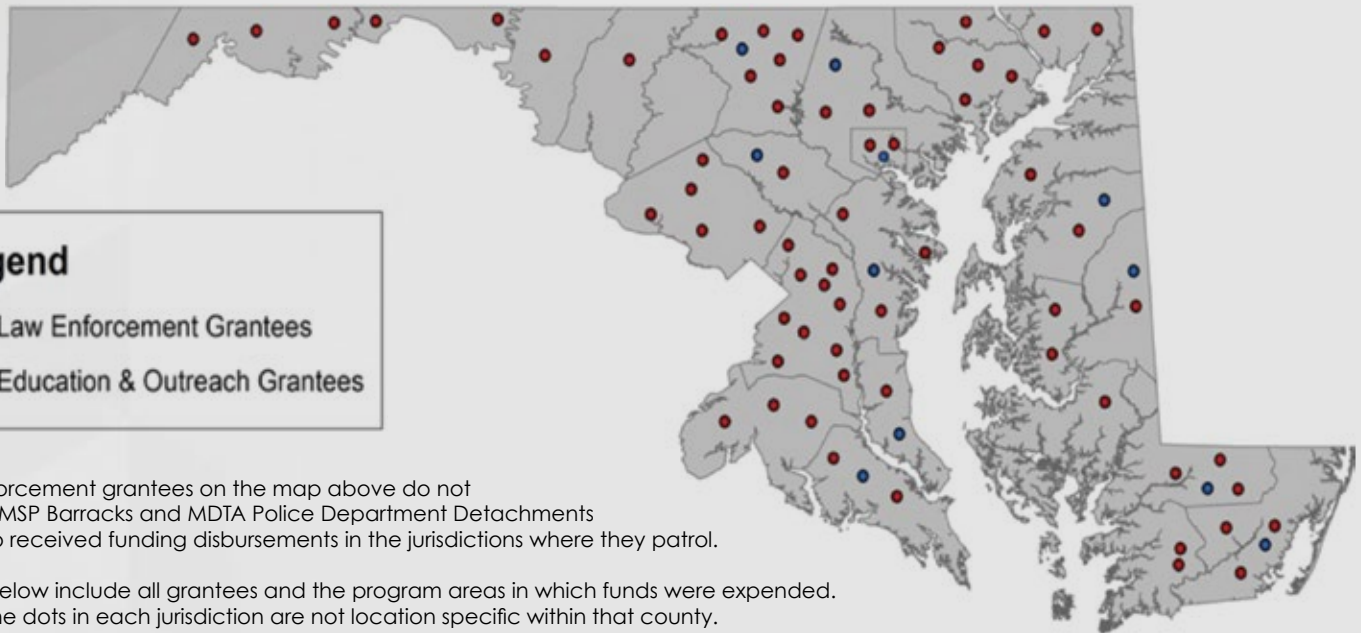 gend
Law Enforcement Grantees
Education & Outreach Grantees
orcement grantees on the map above do not
MSP Barracks and MDTA Police Department Detachments
o received funding disbursements in the jurisdictions where they patrol.
elow include all grantees and the program areas in which funds were expended.
ne dots in each jurisdiction are not location specific within that county.